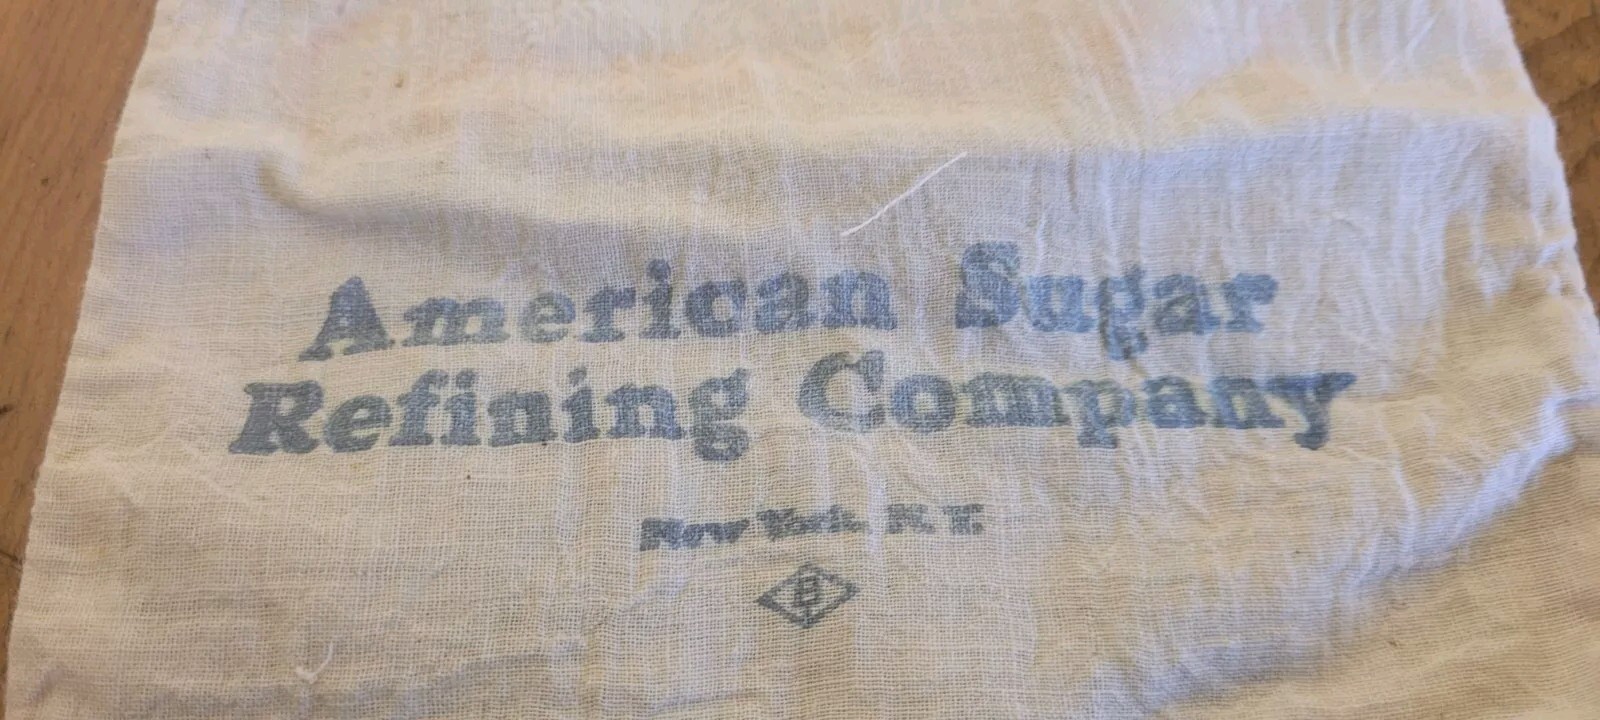 American Sugar
Refining Company
New York, N.Y.
B